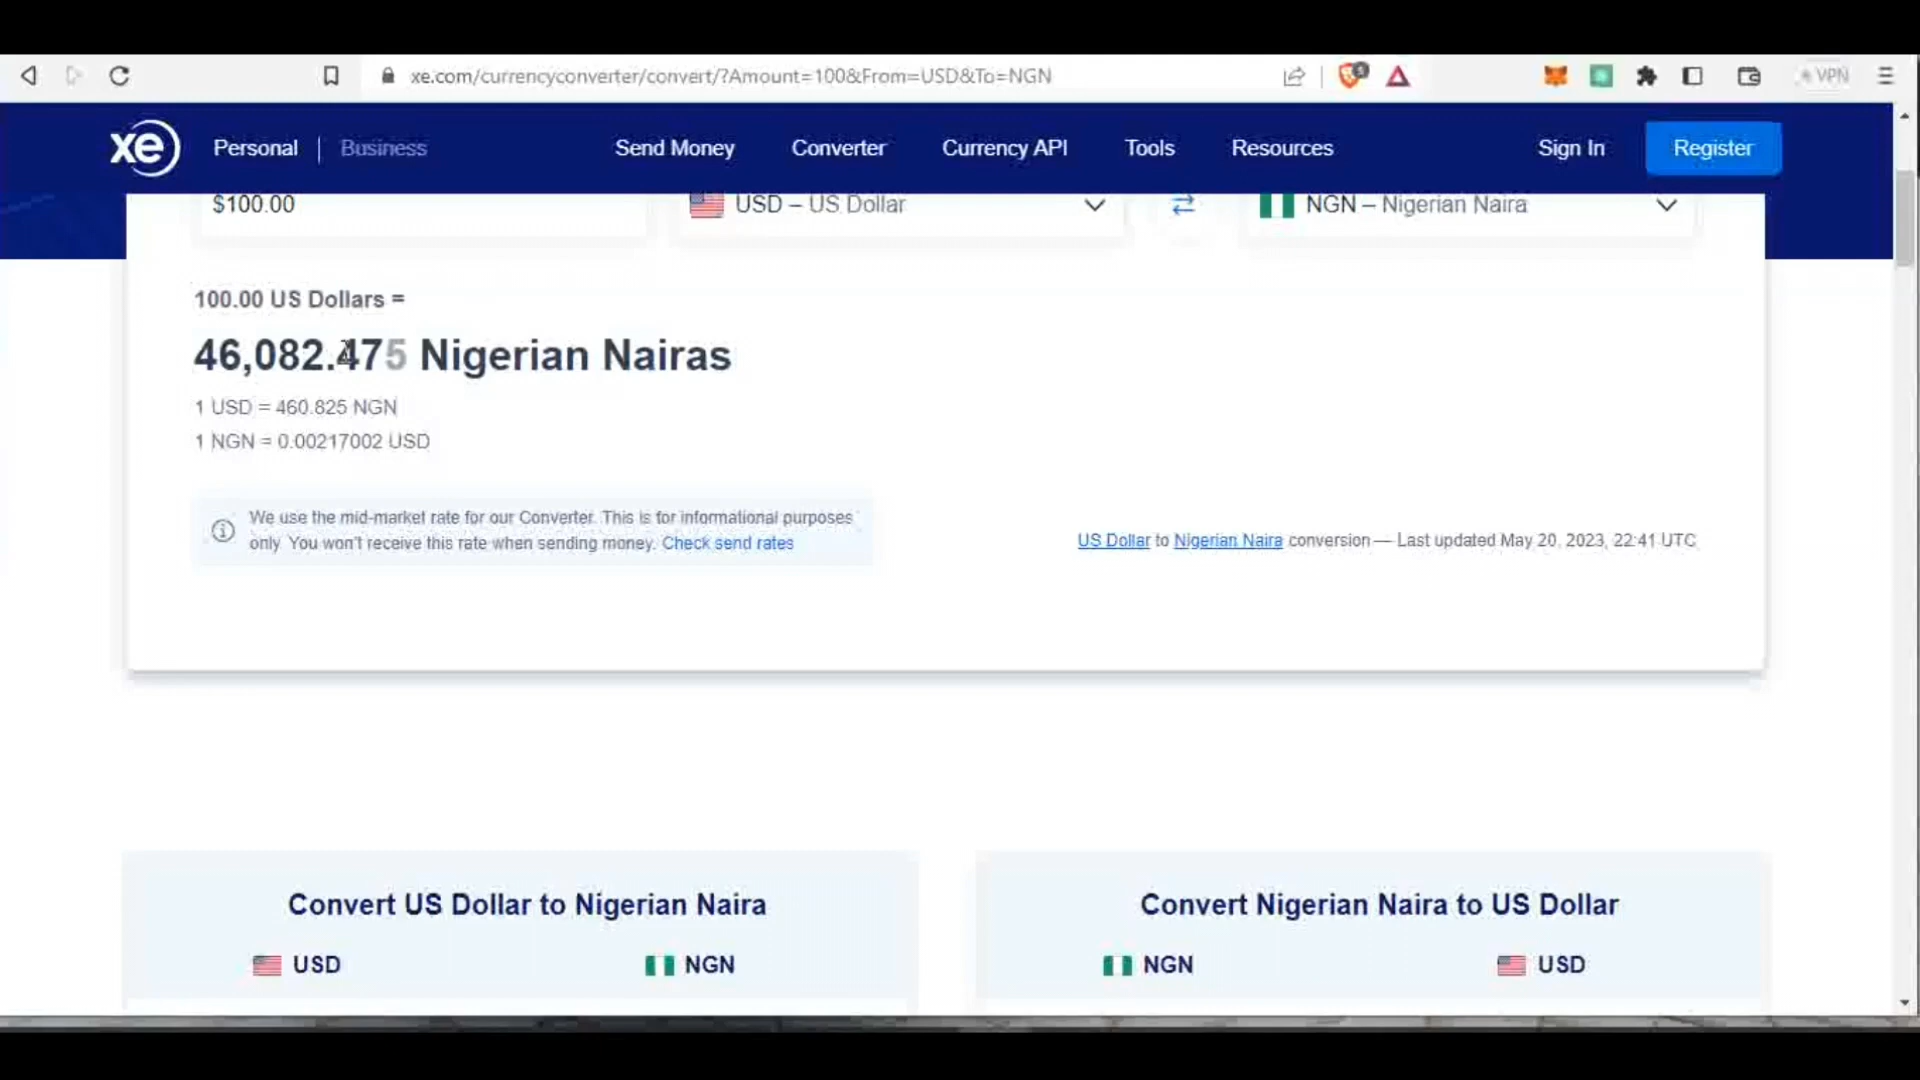 xe.com/currencyconverter/convert/?Amount=100&From=USD&To=NGN
VPN
xe Personal | Business Send Money Converter Currency API Tools Resources Sign In Register
$100.00 USD – US Dollar NGN – Nigerian Naira
100.00 US Dollars =
46,082.475 Nigerian Nairas
1 USD = 460.825 NGN
1 NGN = 0.00217002 USD
We use the mid-market rate for our Converter. This is for informational purposes
only. You won't receive this rate when sending money. Check send rates
US Dollar to Nigerian Naira conversion — Last updated May 20, 2023, 22:41 UTC
Convert US Dollar to Nigerian Naira
USD NGN
Convert Nigerian Naira to US Dollar
NGN USD